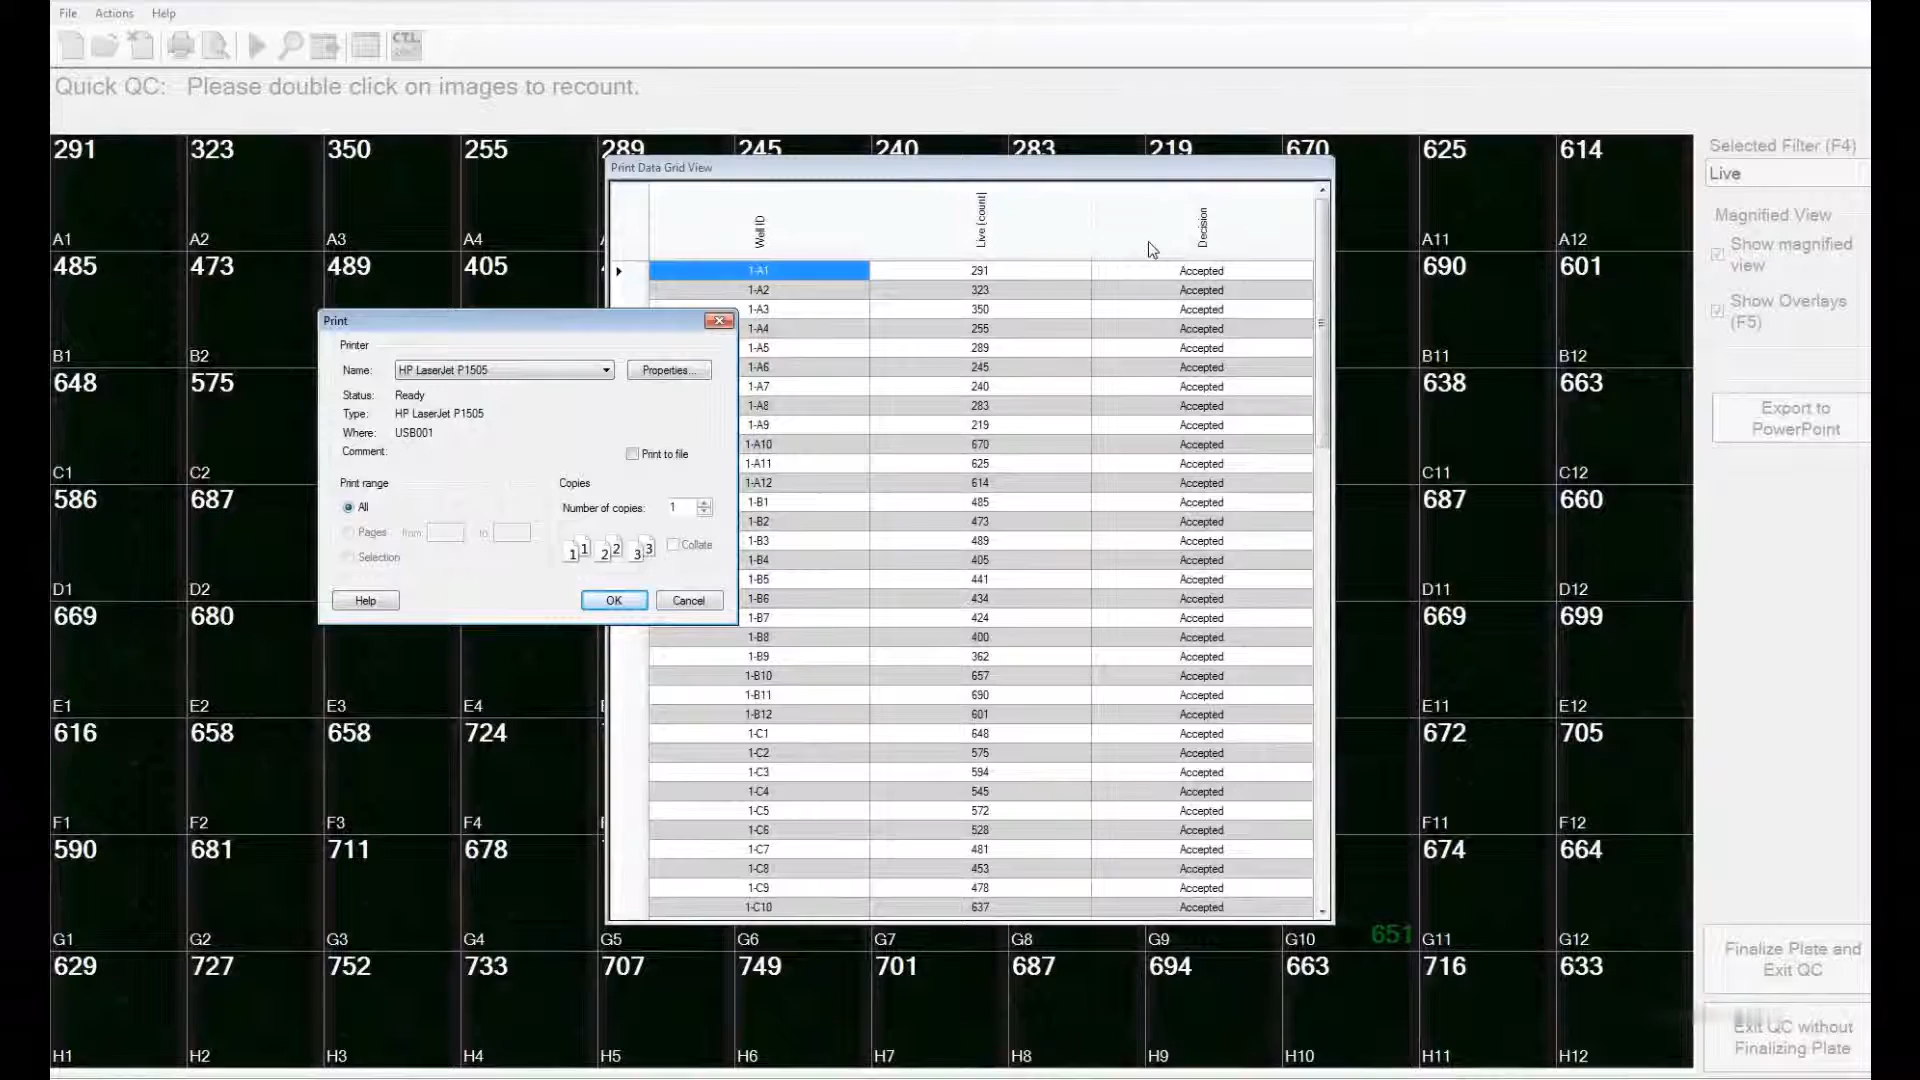 File Actions Help
CTL
Quick QC: Please double click on images to recount.
291 323 350 255 289 245 240 283 219 670 625 614
A1 A2 A3 A4 A11 A12
485 473 489 405 690 601
B1 B2 B11 B12
648 575 638 663
C1 C2 C11 C12
586 687 687 660
D1 D2 D11 D12
669 680 669 699
E1 E2 E3 E4 E11 E12
616 658 658 724 672 705
F1 F2 F3 F4 F11 F12
590 681 711 678 674 664
G1 G2 G3 G4 G5 G6 G7 G8 G9 G10 651 G11 G12
629 727 752 733 707 749 701 687 694 663 716 633
H1 H2 H3 H4 H5 H6 H7 H8 H9 H10 H11 H12
Print Data Grid View
Well ID Live (count) Decision
1-A1 291 Accepted
1-A2 323 Accepted
1-A3 350 Accepted
1-A4 255 Accepted
1-A5 289 Accepted
1-A6 245 Accepted
1-A7 240 Accepted
1-A8 283 Accepted
1-A9 219 Accepted
1-A10 670 Accepted
1-A11 625 Accepted
1-A12 614 Accepted
1-B1 485 Accepted
1-B2 473 Accepted
1-B3 489 Accepted
1-B4 405 Accepted
1-B5 441 Accepted
1-B6 434 Accepted
1-B7 424 Accepted
1-B8 400 Accepted
1-B9 362 Accepted
1-B10 657 Accepted
1-B11 690 Accepted
1-B12 601 Accepted
1-C1 648 Accepted
1-C2 575 Accepted
1-C3 594 Accepted
1-C4 545 Accepted
1-C5 572 Accepted
1-C6 528 Accepted
1-C7 481 Accepted
1-C8 453 Accepted
1-C9 478 Accepted
1-C10 637 Accepted
Print
Printer
Name: HP LaserJet P1505 Properties...
Status: Ready
Type: HP LaserJet P1505
Where: USB001
Comment:
Print to file
Print range
All
Pages from: to:
Selection
Copies
Number of copies: 1
1 1 2 2 3 3 Collate
Help OK Cancel
Selected Filter (F4)
Live
Magnified View
Show magnified
view
Show Overlays
(F5)
Export to
PowerPoint
Finalize Plate and
Exit QC
Exit QC without
Finalizing Plate